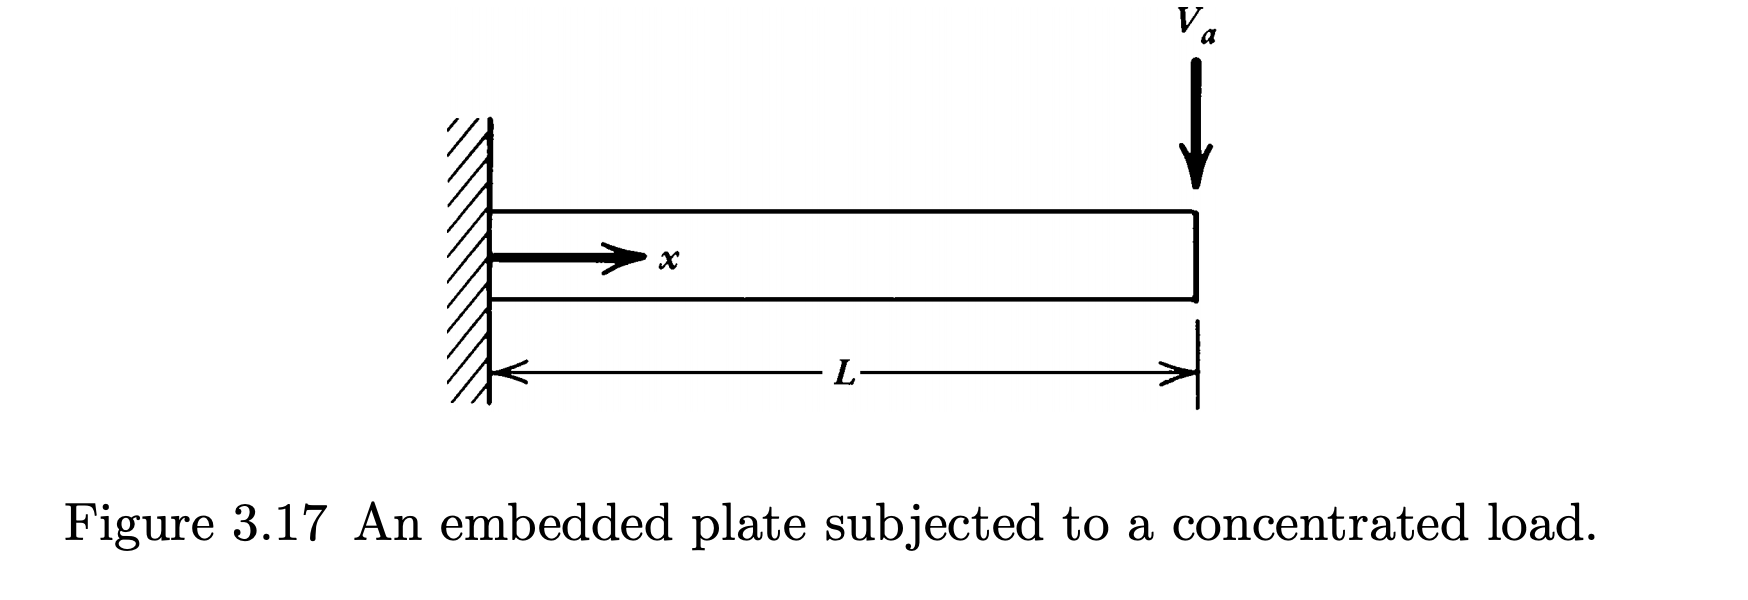 V_a
x
L
Figure 3.17 An embedded plate subjected to a concentrated load.